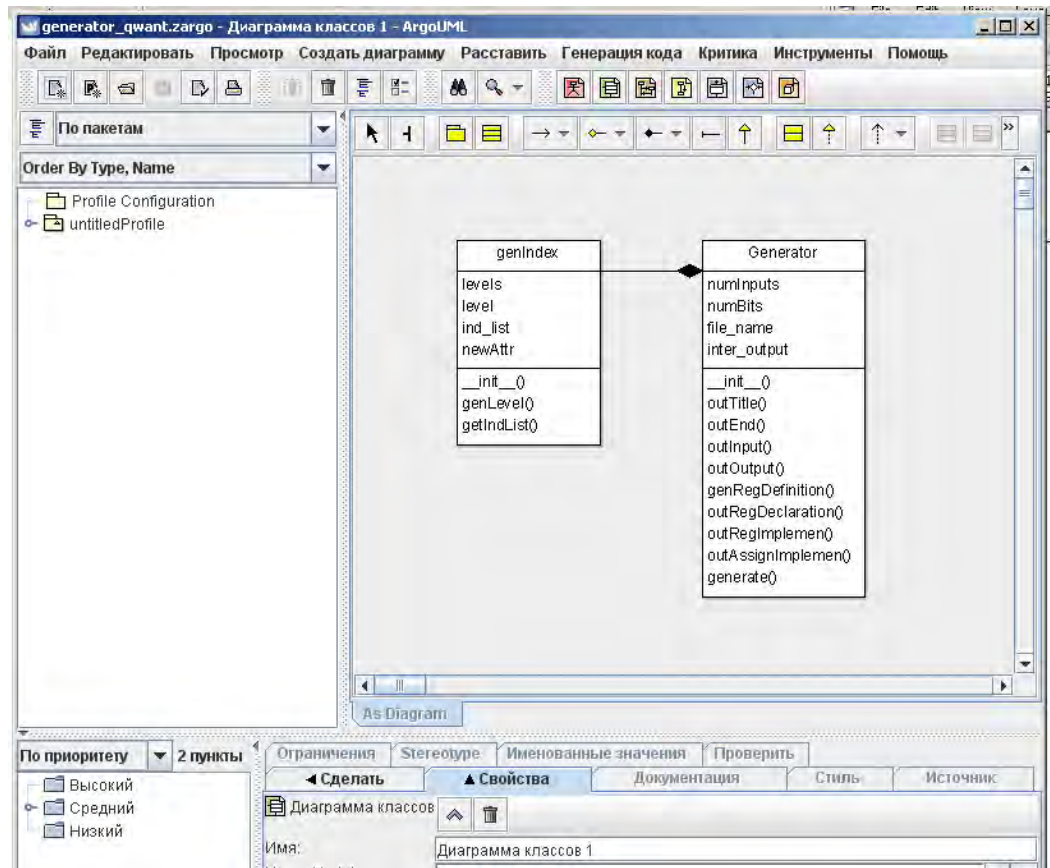 generator_qwant.zargo - Диаграмма классов 1 - ArgoUML
Файл Редактировать Просмотр Создать диаграмму Расставить Генерация кода Критика Инструменты Помощь
По пакетам
Order By Type, Name
Profile Configuration
untitledProfile
genIndex
levels
level
ind_list
newAttr
__init__()
genLevel()
getIndList()
Generator
numInputs
numBits
file_name
inter_output
__init__()
outTitle()
outEnd()
outInput()
outOutput()
genRegDefinition()
outRegDeclaration()
outRegImplemen()
outAssignImplemen()
generate()
As Diagram
По приоритету 2 пункты
Высокий
Средний
Низкий
Ограничения Stereotype Именованные значения Проверить
Сделать Свойства Документация Стиль Источник
Диаграмма классов
Имя:
Диаграмма классов 1